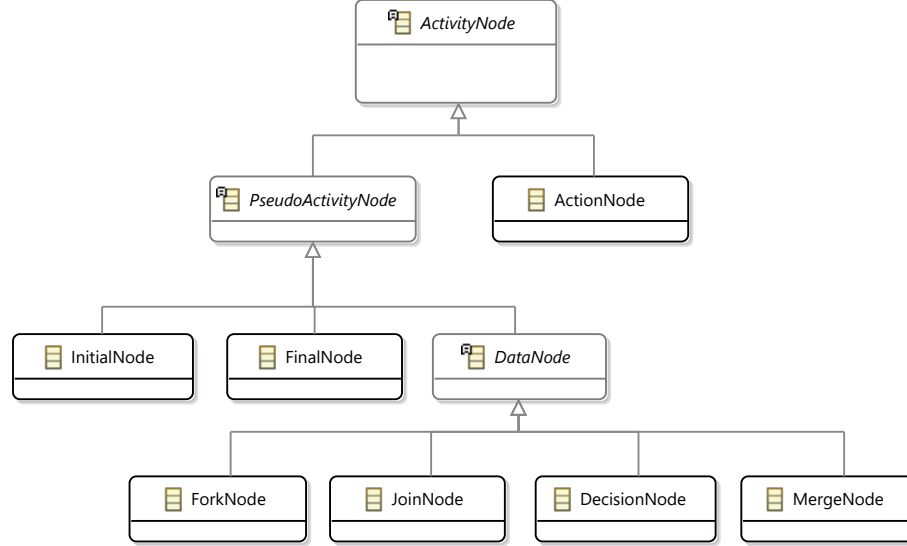 ActivityNode
PseudoActivityNode
ActionNode
InitialNode
FinalNode
DataNode
ForkNode
JoinNode
DecisionNode
MergeNode